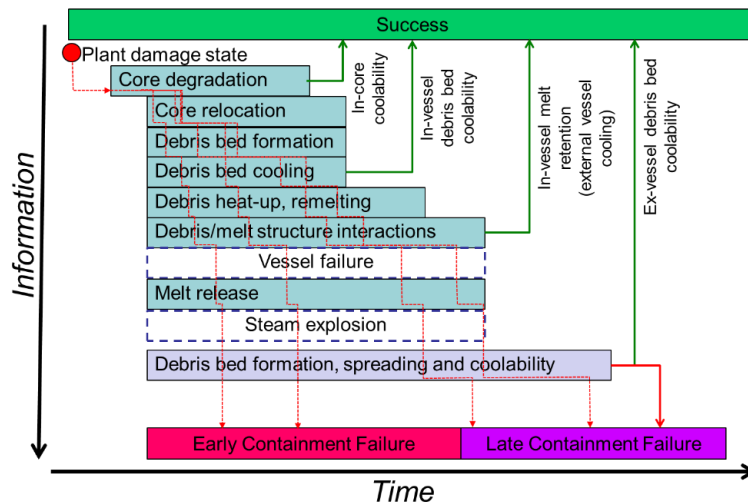 Success
Plant damage state
Core degradation
Core relocation
Debris bed formation
Debris bed cooling
Debris heat-up, remelting
Debris/melt structure interactions
Vessel failure
Melt release
Steam explosion
Debris bed formation, spreading and coolability
Early Containment Failure
Late Containment Failure
In-core
coolability
In-vessel
debris bed
coolability
In-vessel melt
retention
(external vessel
cooling)
Ex-vessel debris bed
coolability
Information
Time